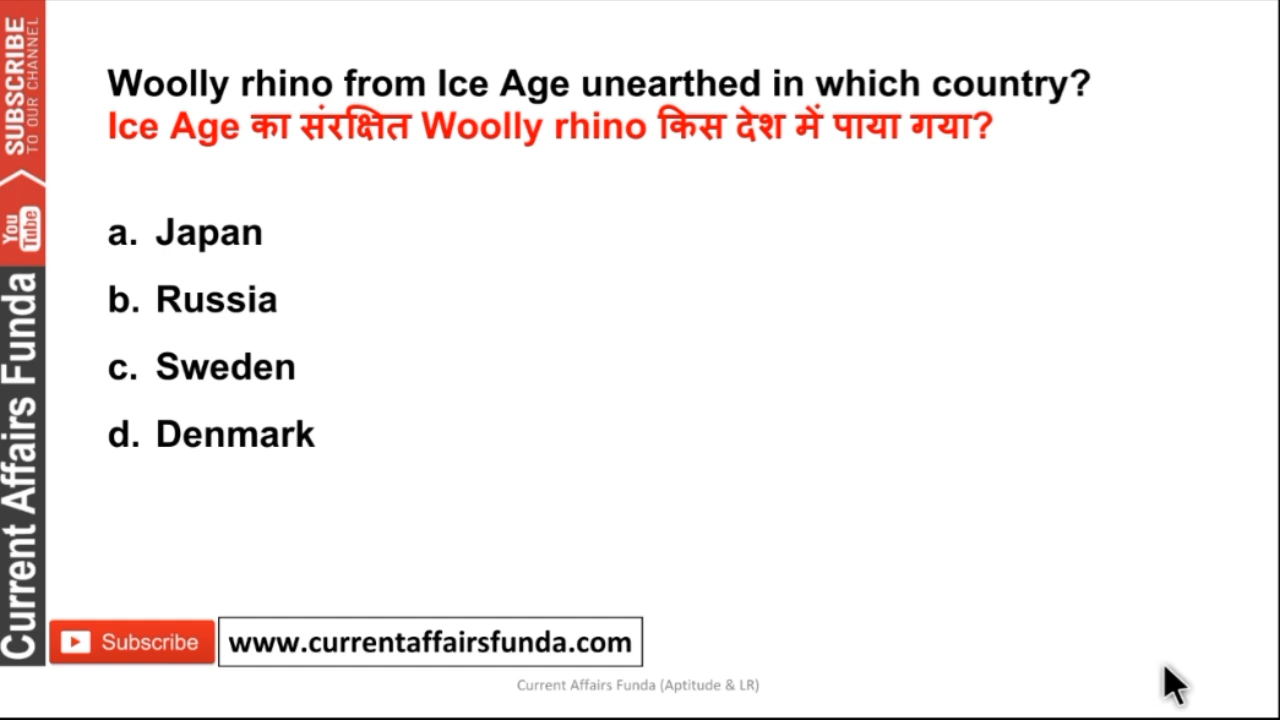 Woolly rhino from Ice Age unearthed in which country?
Ice Age का संरक्षित Woolly rhino किस देश में पाया गया?
a. Japan
b. Russia
c. Sweden
d. Denmark
SUBSCRIBE
TO OUR CHANNEL
You
Tube
Current Affairs Funda
Subscribe
www.currentaffairsfunda.com
Current Affairs Funda (Aptitude & LR)